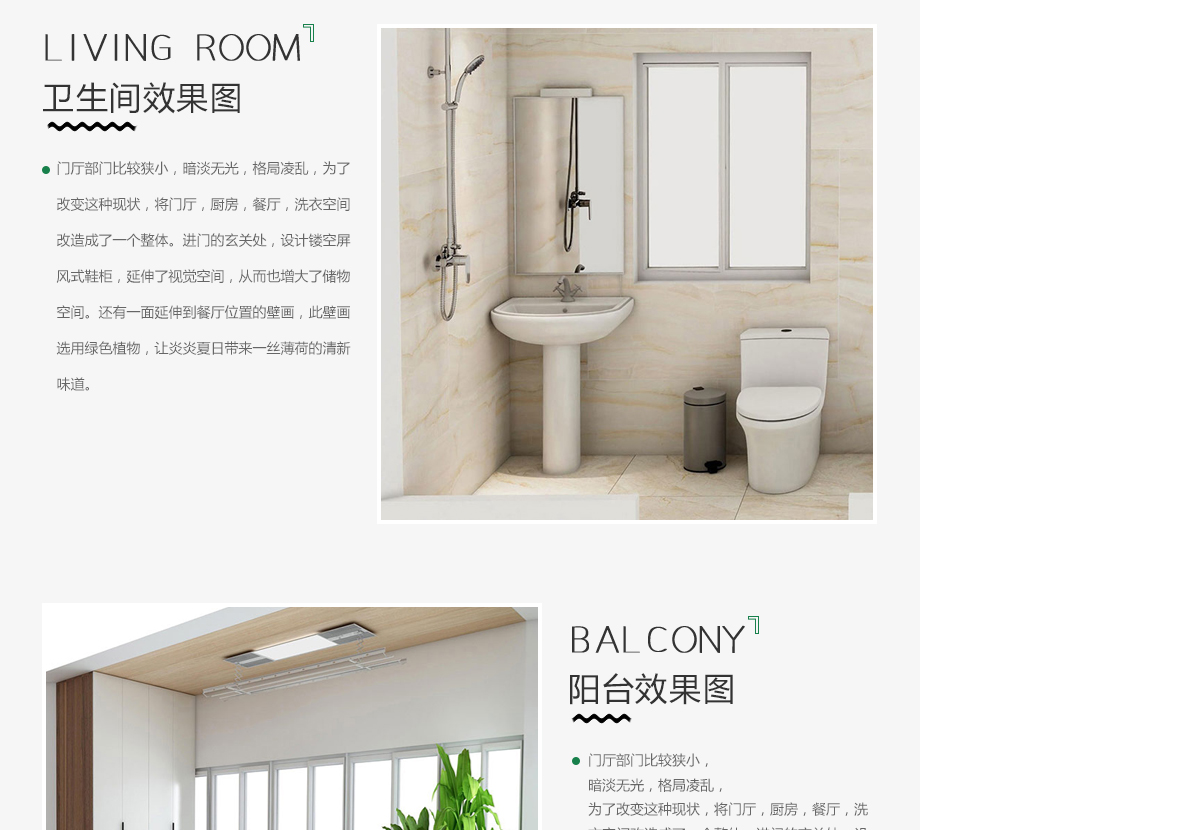 LIVING ROOM
卫生间效果图
门厅部门比较狭小，暗淡无光，格局凌乱，为了
改变这种现状，将门厅，厨房，餐厅，洗衣空间
改造成了一个整体。进门的玄关处，设计镂空屏
风式鞋柜，延伸了视觉空间，从而也增大了储物
空间。还有一面延伸到餐厅位置的壁画，此壁画
选用绿色植物，让炎炎夏日带来一丝薄荷的清新
味道。
BALCONY
阳台效果图
门厅部门比较狭小，
暗淡无光，格局凌乱，
为了改变这种现状，将门厅，厨房，餐厅，洗